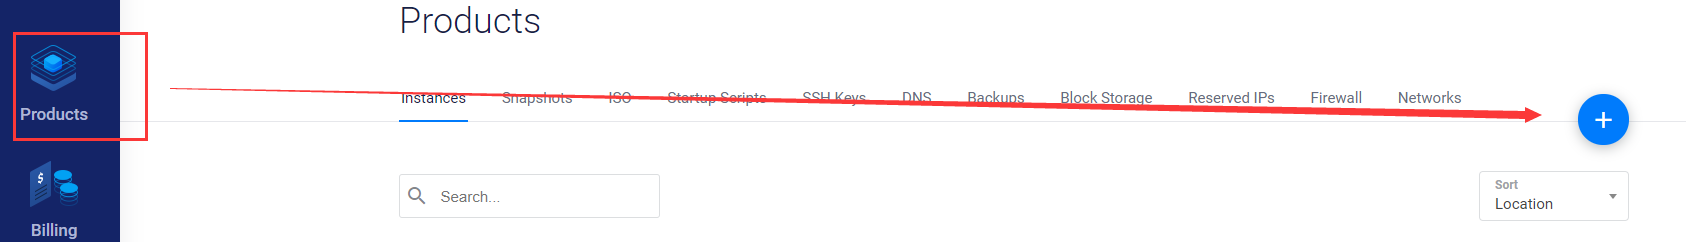 Products
Products
Instances Snapshots ISO Startup Scripts SSH Keys DNS Backups Block Storage Reserved IPs Firewall Networks
+
$
Search...
Sort
Location
Billing